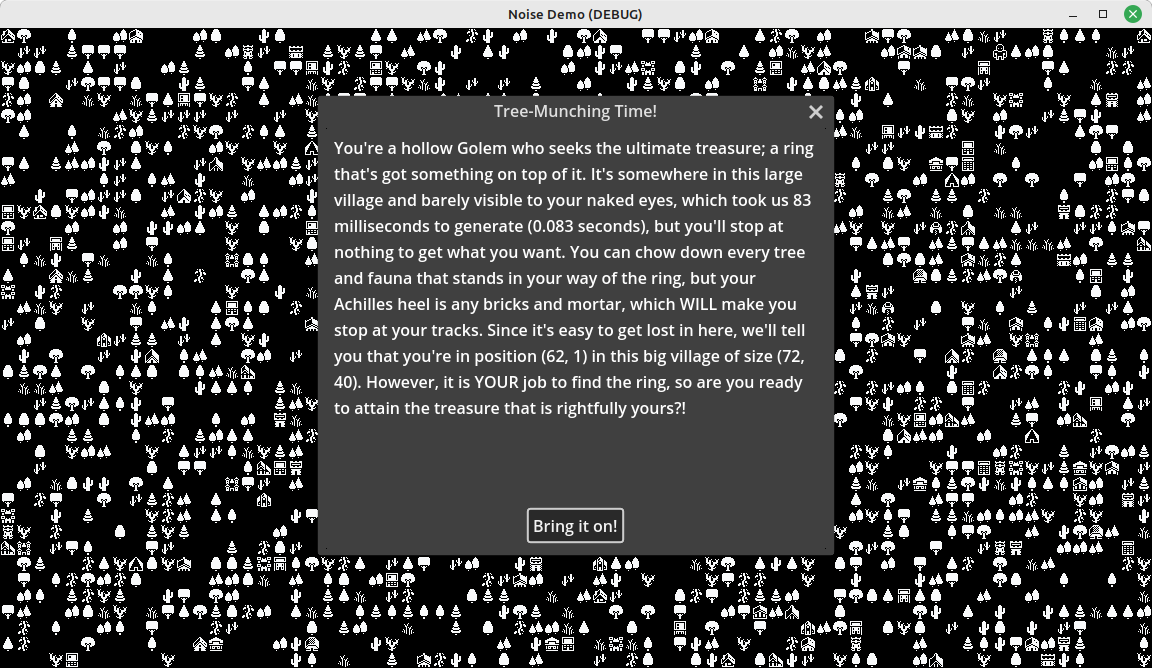 Noise Demo (DEBUG)
Tree-Munching Time!
You're a hollow Golem who seeks the ultimate treasure; a ring
that's got something on top of it. It's somewhere in this large
village and barely visible to your naked eyes, which took us 83
milliseconds to generate (0.083 seconds), but you'll stop at
nothing to get what you want. You can chow down every tree
and fauna that stands in your way of the ring, but your
Achilles heel is any bricks and mortar, which WILL make you
stop at your tracks. Since it's easy to get lost in here, we'll tell
you that you're in position (62, 1) in this big village of size (72,
40). However, it is YOUR job to find the ring, so are you ready
to attain the treasure that is rightfully yours?!
Bring it on!